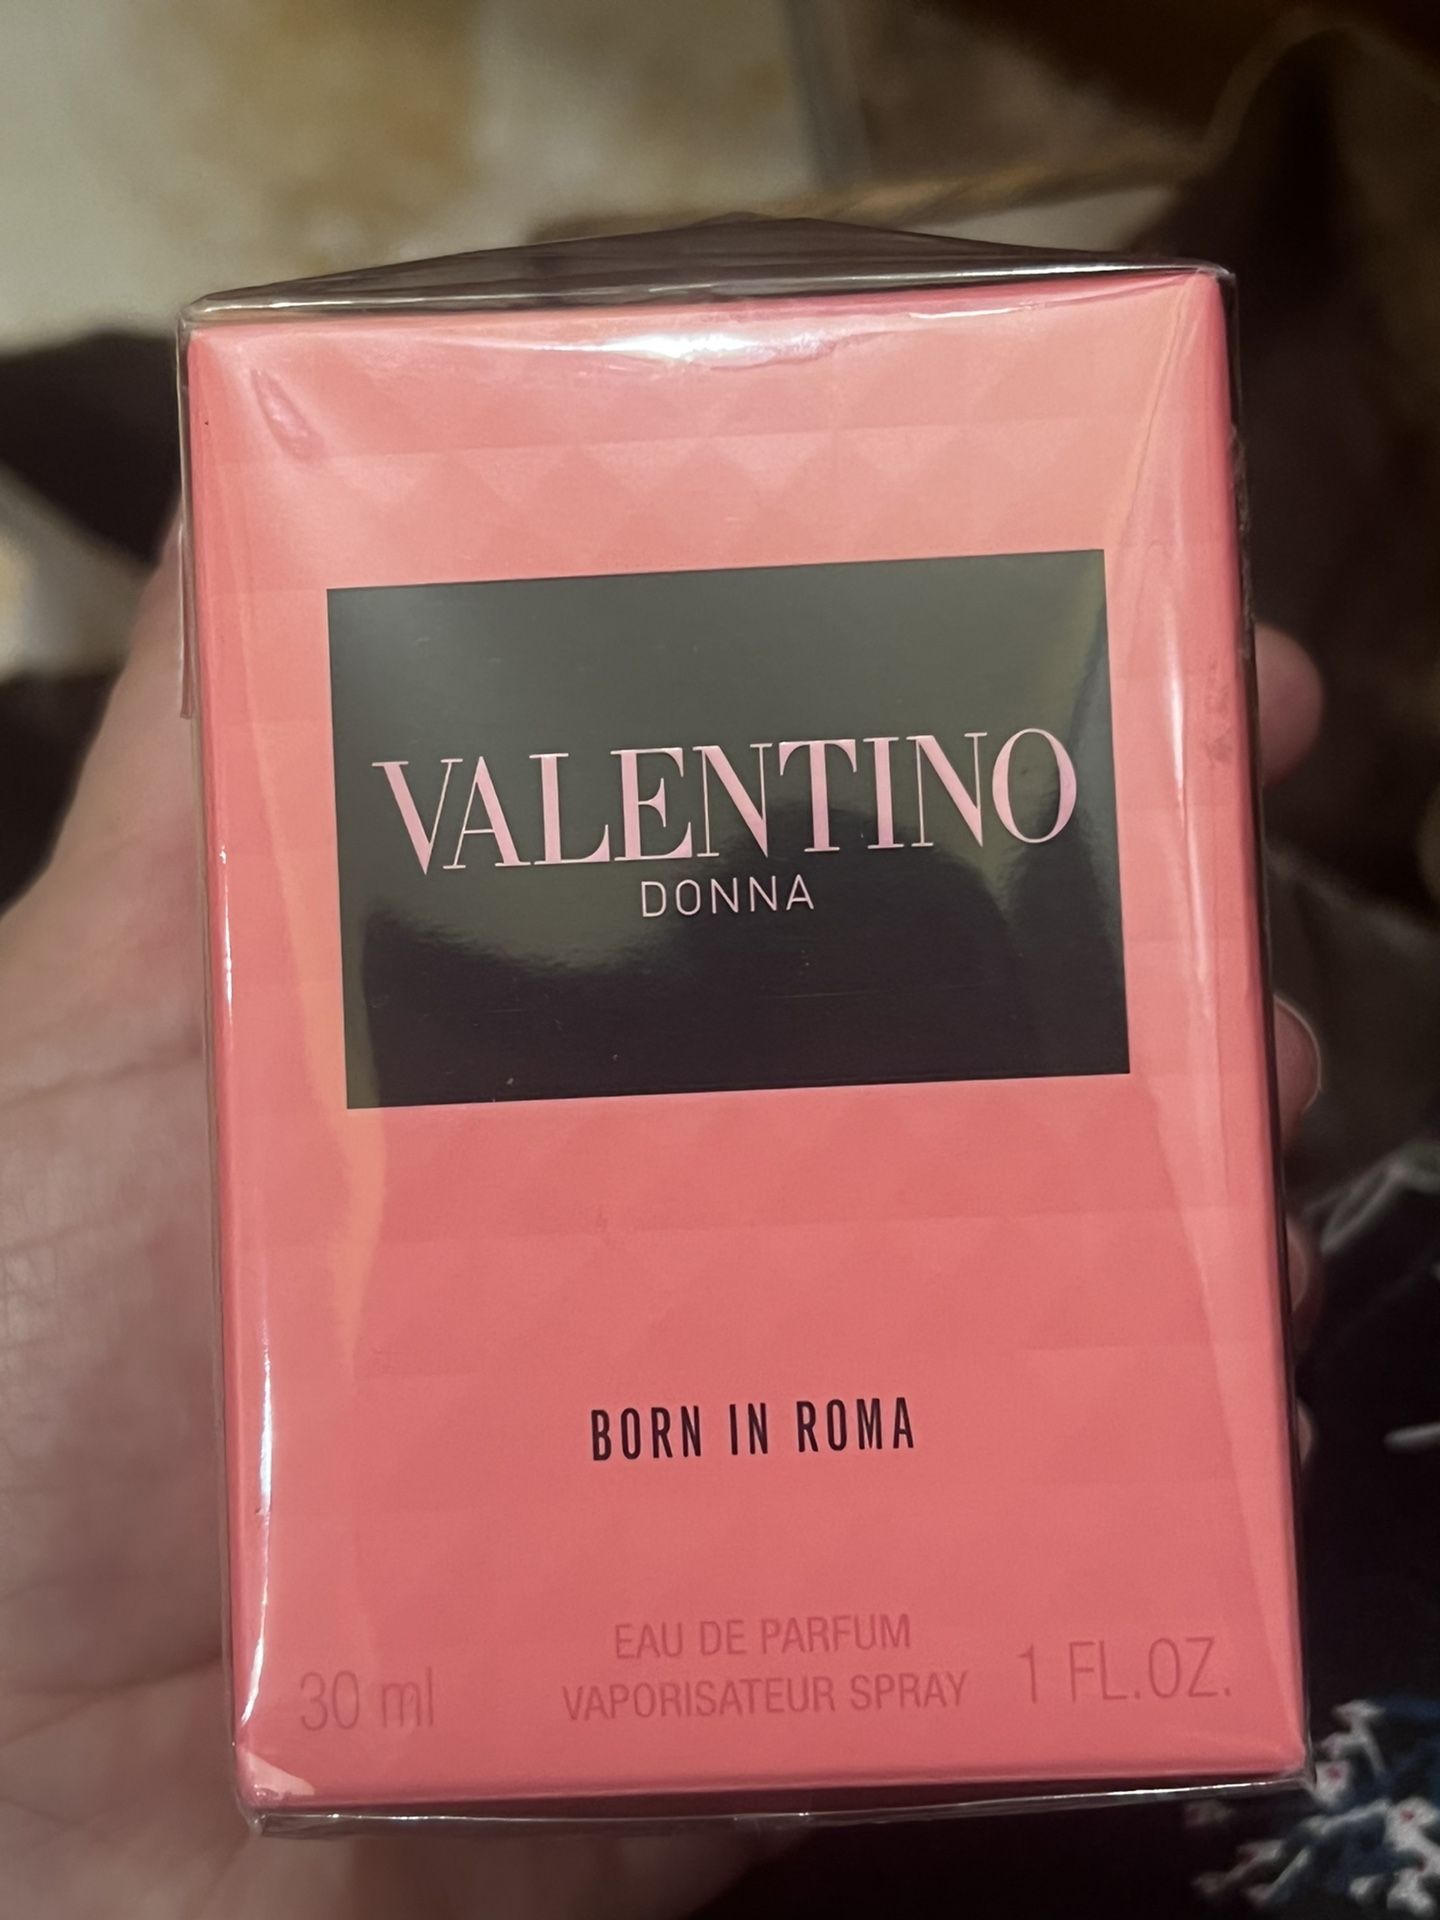 VALENTINO
DONNA
BORN IN ROMA
EAU DE PARFUM
30 ml VAPORISATEUR SPRAY 1 FL.OZ.